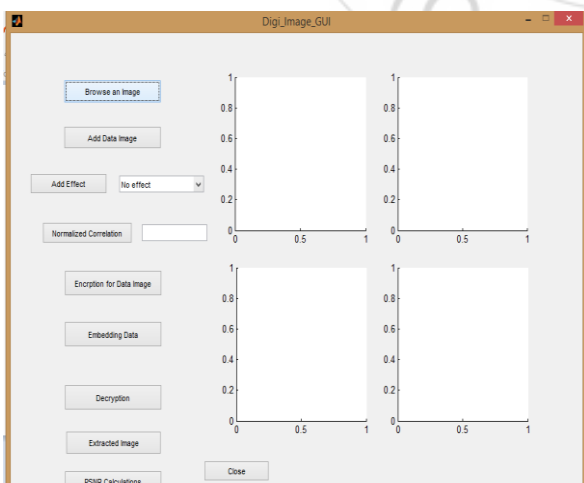 Digi_Image_GUI
Browse an Image
Add Data Image
Add Effect No effect
Normalized Correlation
Encrption for Data Image
Embedding Data
Decryption
Extracted Image
PSNR Calculations
Close
1
0.8
0.6
0.4
0.2
0
0 0.5 1
1
0.8
0.6
0.4
0.2
0
0 0.5 1
1
0.8
0.6
0.4
0.2
0
0 0.5 1
1
0.8
0.6
0.4
0.2
0
0 0.5 1